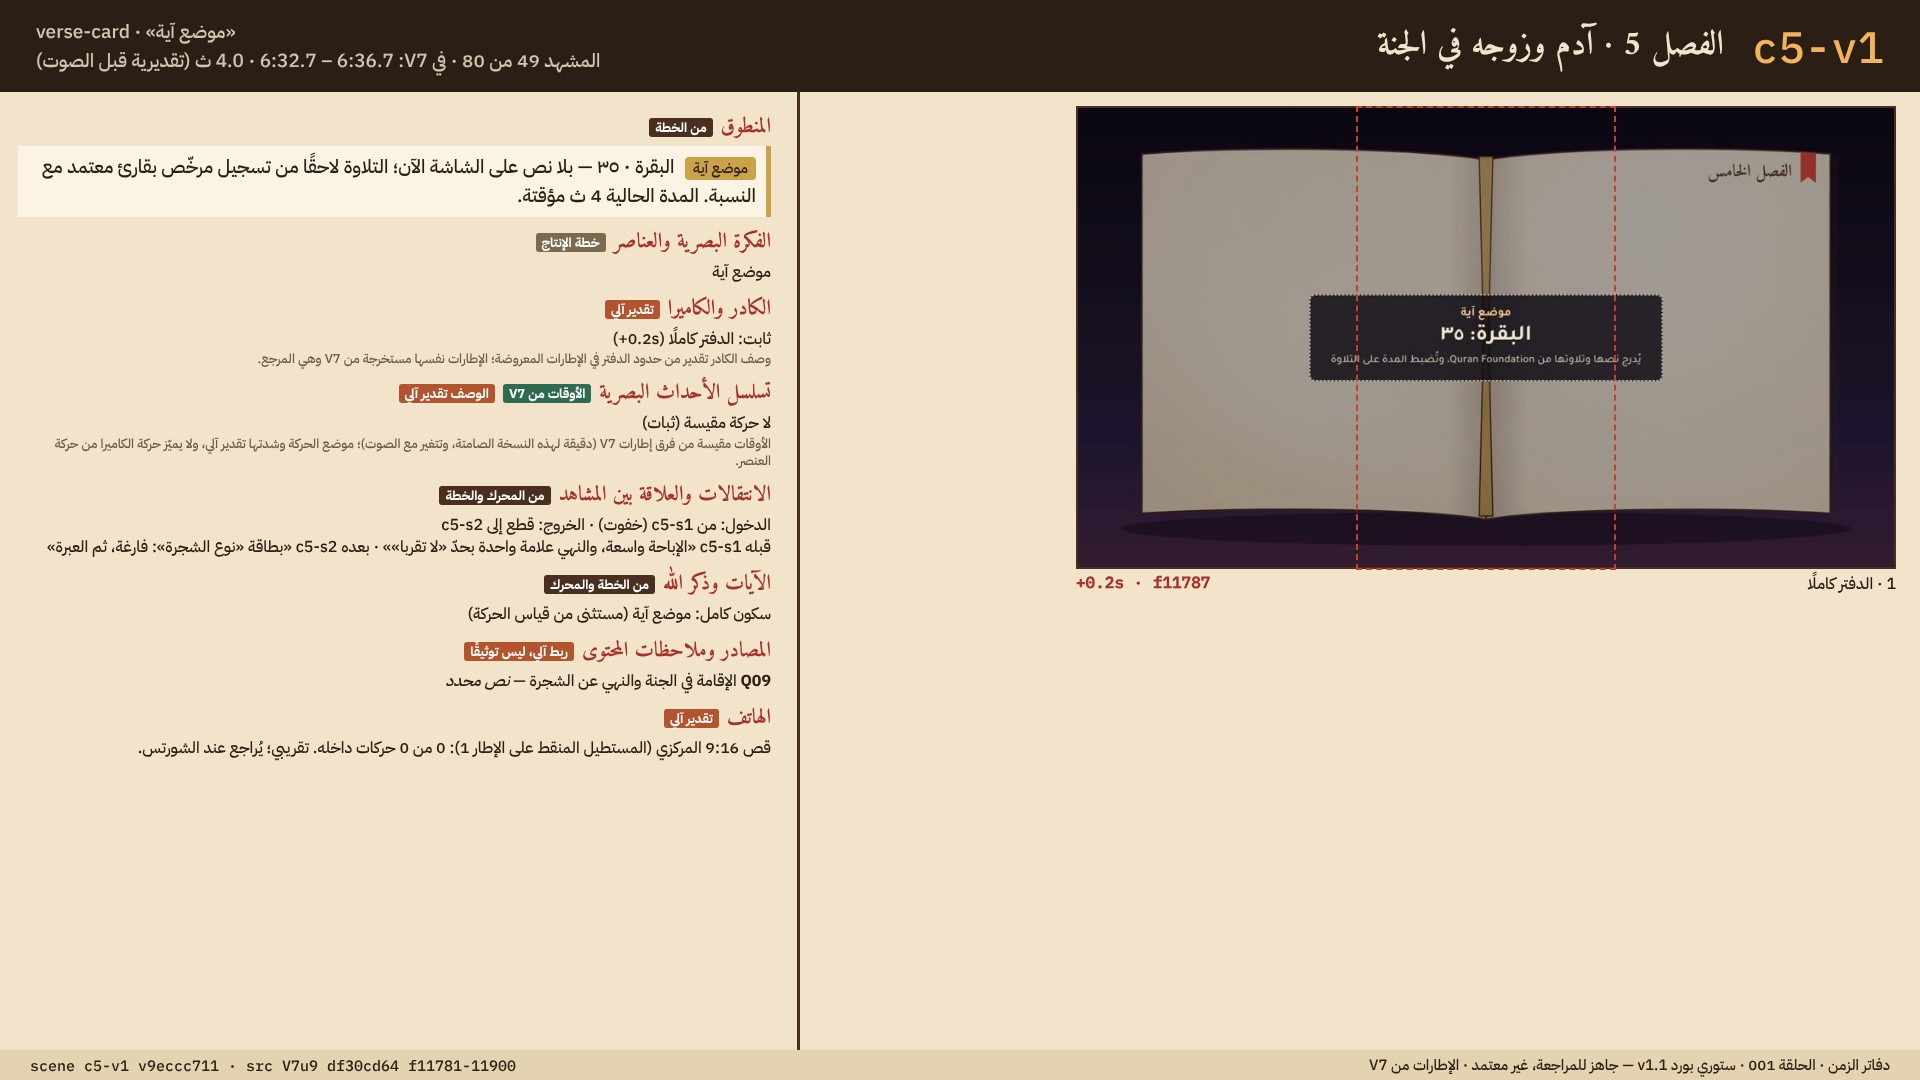 c5-v1 الفصل 5 · آدم وزوجه في الجنة
verse-card · «موضع آية»
المشهد 49 من 80 · في V7: 6:32.7 – 6:36.7 · 4.0 ث (تقديرية قبل الصوت)
الفصل الخامس
موضع آية
البقرة: ٣٥
يُدرج نصها وتلاوتها من Quran Foundation، وتُضبط المدة على التلاوة
1 · الدفتر كاملًا
+0.2s · f11787
المنطوق من الخطة
موضع آية البقرة · ٣٥ — بلا نص على الشاشة الآن؛ التلاوة لاحقًا من تسجيل مرخّص بقارئ معتمد مع
النسبة. المدة الحالية 4 ث مؤقتة.
الفكرة البصرية والعناصر خطة الإنتاج
موضع آية
الكادر والكاميرا تقدير آلي
ثابت: الدفتر كاملًا (+0.2s)
وصف الكادر تقدير من حدود الدفتر في الإطارات المعروضة؛ الإطارات نفسها مستخرجة من V7 وهي المرجع.
تسلسل الأحداث البصرية الأوقات من V7 الوصف تقدير آلي
لا حركة مقيسة (ثبات)
الأوقات مقيسة من فرق إطارات V7 (دقيقة لهذه النسخة الصامتة، وتتغير مع الصوت)؛ موضع الحركة وشدتها تقدير آلي، ولا يميّز حركة الكاميرا من حركة
العنصر.
الانتقالات والعلاقة بين المشاهد من المحرك والخطة
الدخول: من c5-s1 (خفوت) · الخروج: قطع إلى c5-s2
قبله c5-s1 «الإباحة واسعة، والنهي علامة واحدة بحدّ «لا تقربا»» · بعده c5-s2 «بطاقة «نوع الشجرة»: فارغة، ثم العبرة»
الآيات وذكر الله من الخطة والمحرك
سكون كامل: موضع آية (مستثنى من قياس الحركة)
المصادر وملاحظات المحتوى ربط آلي، ليس توثيقًا
Q09 الإقامة في الجنة والنهي عن الشجرة — نص محدد
الهاتف تقدير آلي
قص 9:16 المركزي (المستطيل المنقط على الإطار 1): 0 من 0 حركات داخله. تقريبي؛ يُراجع عند الشورتس.
دفاتر الزمن · الحلقة 001 · ستوري بورد v1.1 — جاهز للمراجعة، غير معتمد · الإطارات من V7
scene c5-v1 v9eccc711 · src V7u9 df30cd64 f11781-11900